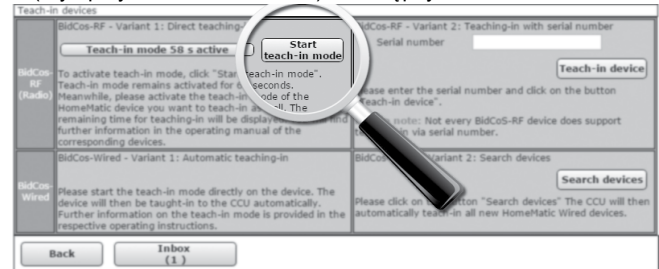 Teach-in devices
BidCos-RF - Variant 1: Direct teaching-
Teach-in mode 58 s active
Start
teach-in mode
BidCos-RF - Variant 2: Teaching-in with serial number
Serial number
Teach-in device
BidCos-
RF
(Radio)
To activate teach-in mode, click "Start teach-in mode".
Teach-in mode remains activated for 60 seconds.
Meanwhile, please activate the teach-in mode of the
HomeMatic device you want to teach-in as well. The
remaining time for teaching-in will be displayed. find
further information in the operating manual of the
corresponding devices.
Please enter the serial number and click on the button
"Teach-in device".
note: Not every BidCoS-RF device does support
teach-in via serial number.
BidCos-
Wired
BidCos-Wired - Variant 1: Automatic teaching-in
Please start the teach-in mode directly on the device. The
device will then be taught-in to the CCU automatically.
Further information on the teach-in mode is provided in the
respective operating instructions.
Variant 2: Search devices
Search devices
Please click on button "Search devices" The CCU will then
automatically teach-in all new HomeMatic Wired devices.
Back
Inbox
(1 )